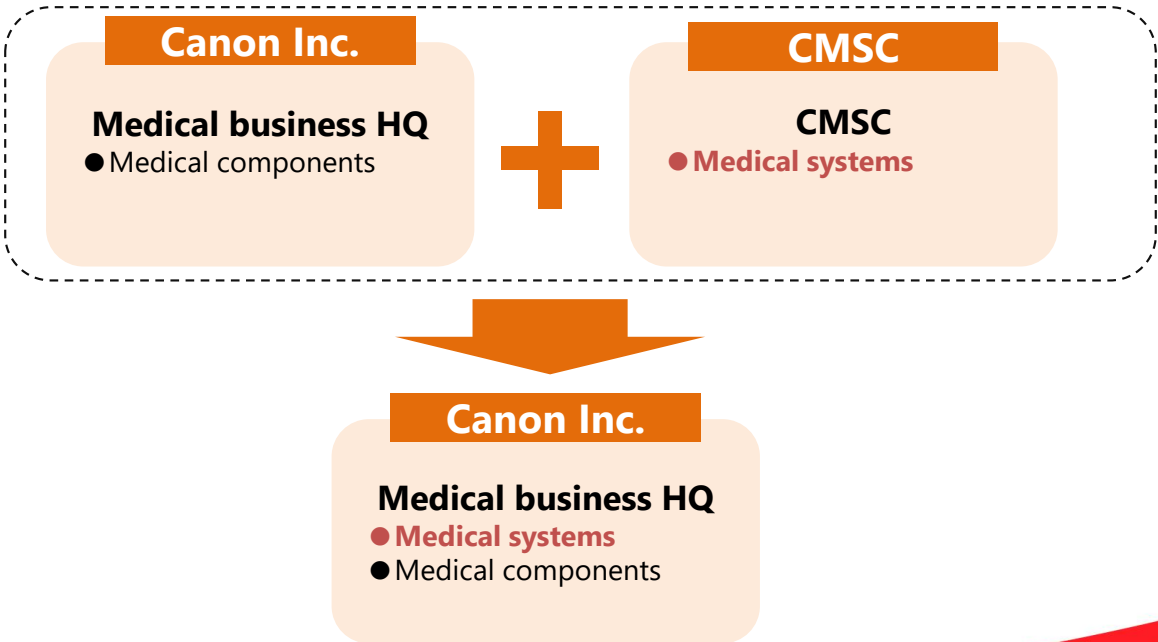 Canon Inc.
Medical business HQ
●Medical components
CMSC
CMSC
●Medical systems
Canon Inc.
Medical business HQ
●Medical systems
●Medical components